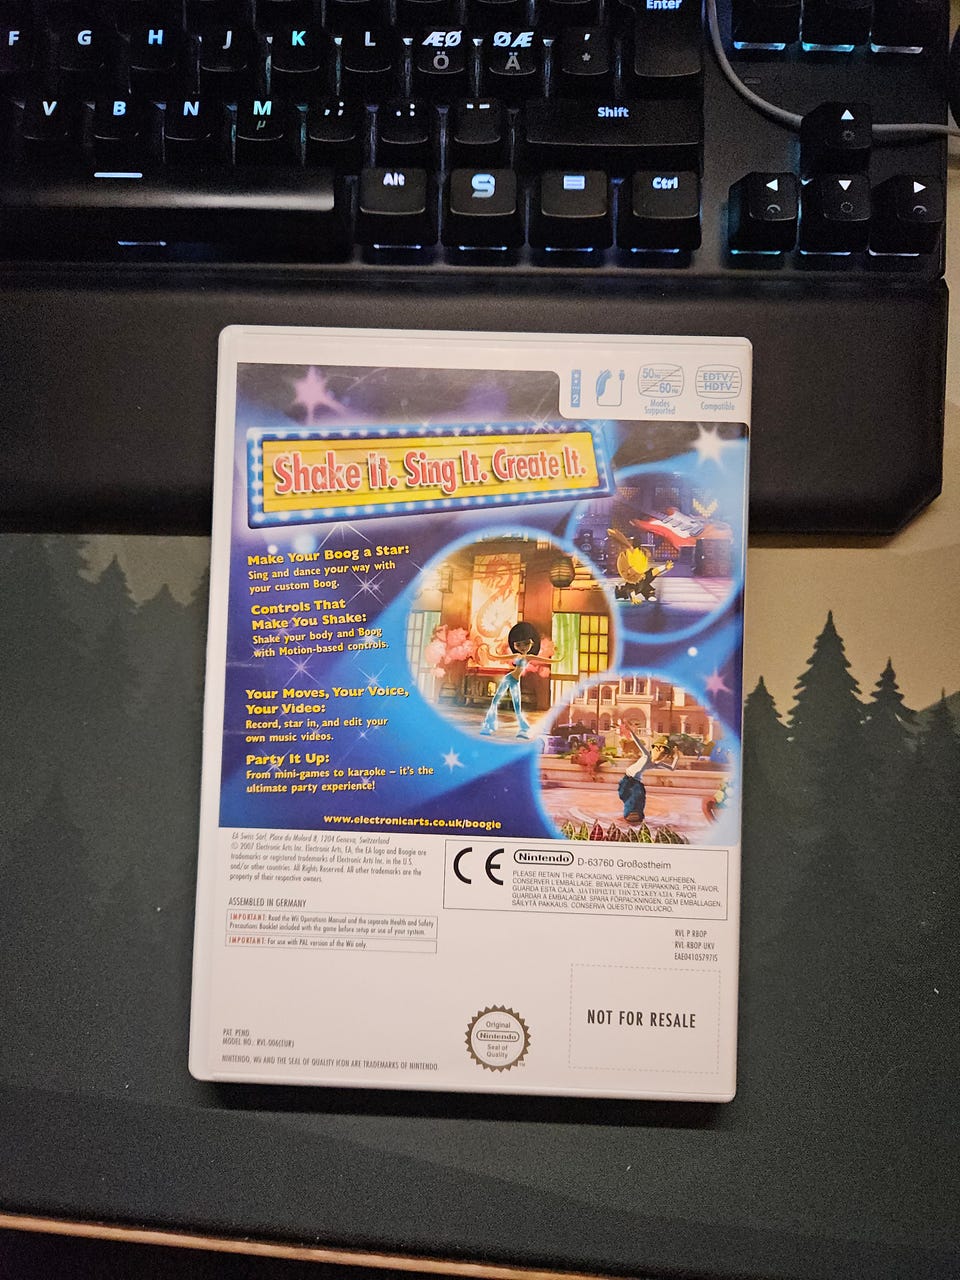 Enter
F G H J K L ÆØ ØÆ '
Ö Ä *
V B N M , ; . : - _ Shift
µ
Alt S Ctrl
2
50Hz
60Hz
Modes
Supported
EDTV/
HDTV
Compatible
Shake It. Sing It. Create It.
Make Your Boog a Star:
Sing and dance your way with
your custom Boog.
Controls That
Make You Shake:
Shake your body and Boog
with Motion-based controls.
Your Moves, Your Voice,
Your Video:
Record, star in, and edit your
own music videos.
Party It Up:
From mini-games to karaoke – it's the
ultimate party experience!
www.electronicarts.co.uk/boogie
EA Swiss Sàrl, Place du Molard 8, 1204 Geneva, Switzerland
© 2007 Electronic Arts Inc. Electronic Arts, EA, the EA logo and Boogie are
trademarks or registered trademarks of Electronic Arts Inc. in the U.S.
and/or other countries. All Rights Reserved. All other trademarks are the
property of their respective owners.
CE Nintendo D-63760 Großostheim
PLEASE RETAIN THE PACKAGING. VERPACKUNG AUFHEBEN.
CONSERVER L'EMBALLAGE. BEWAAR DEZE VERPAKKING. POR FAVOR,
GUARDA ESTA CAJA. ΔΙΑΤΗΡΕΙΣΤΕ ΤΗΝ ΣΥΣΚΕΥΑΣΙΑ. FAVOR
GUARDAR A EMBALAGEM. SPARA FÖRPACKNINGEN. GEM EMBALLAGEN.
SÄILYTÄ PAKKAUS. CONSERVA QUESTO INVOLUCRO.
ASSEMBLED IN GERMANY
IMPORTANT: Read the Wii Operations Manual and the separate Health and Safety
Precautions Booklet included with the game before setup or use of your system.
IMPORTANT: For use with PAL version of the Wii only.
RVL P RBOP
RVL-RBOP-UKV
EAE04105797IS
NOT FOR RESALE
Original
Nintendo
Seal of
Quality
TM
PAT. PEND.
MODEL NO.: RVL-006(EUR)
NINTENDO, Wii AND THE SEAL OF QUALITY ICON ARE TRADEMARKS OF NINTENDO.